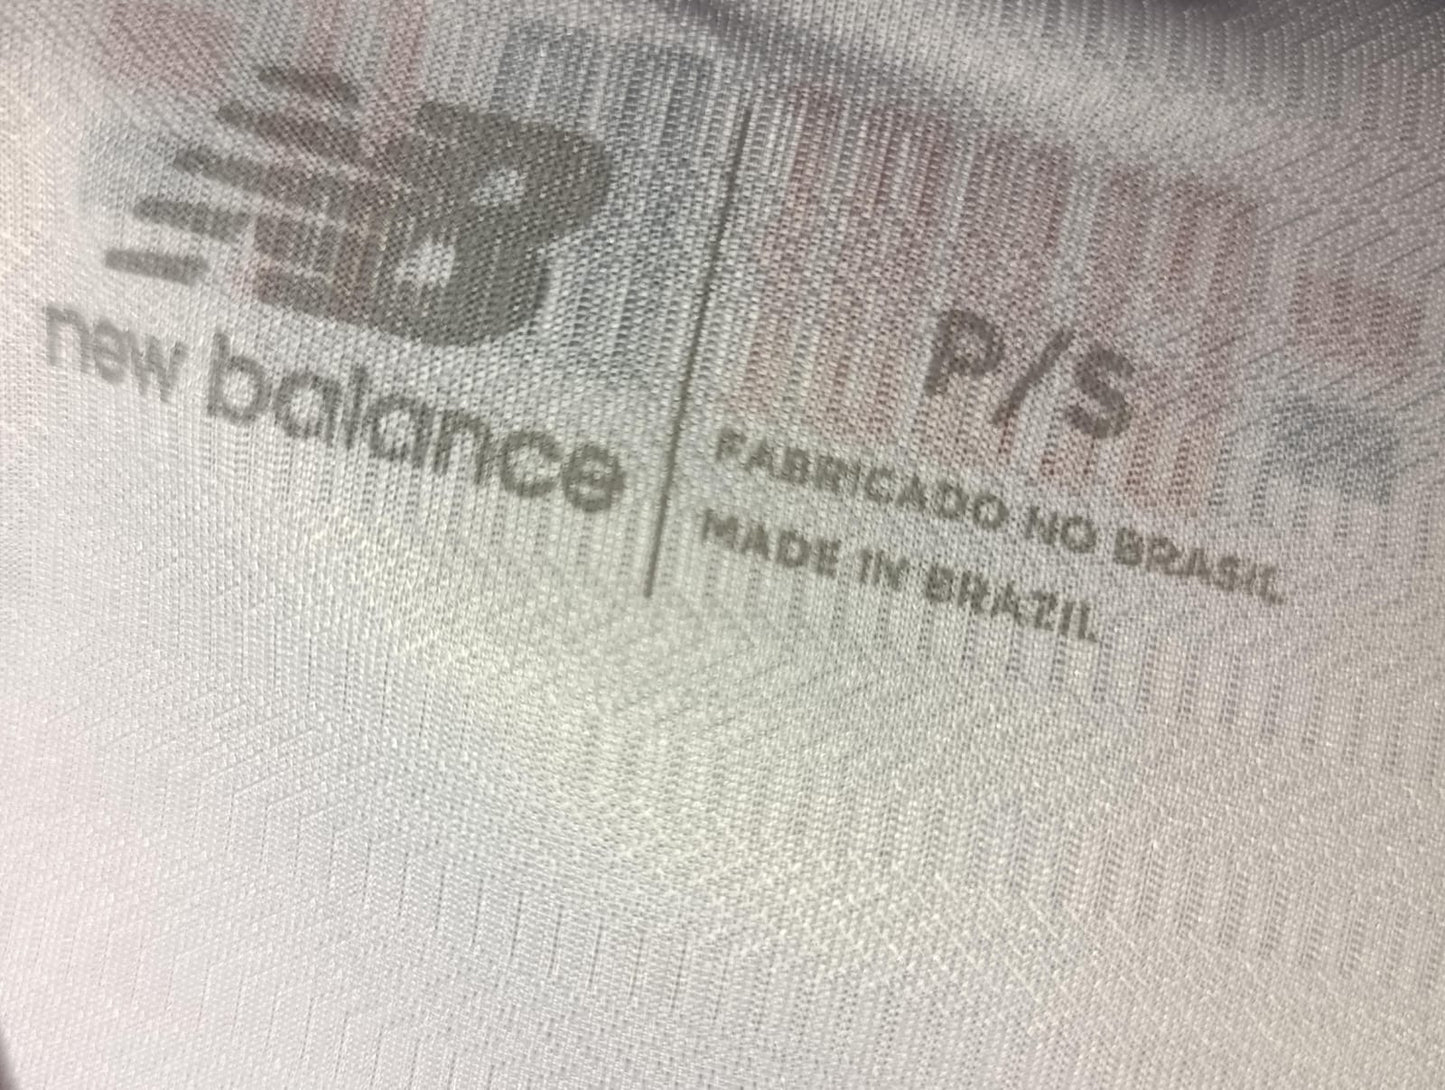 new balance
P/S
FABRICADO NO BRASIL
MADE IN BRAZIL